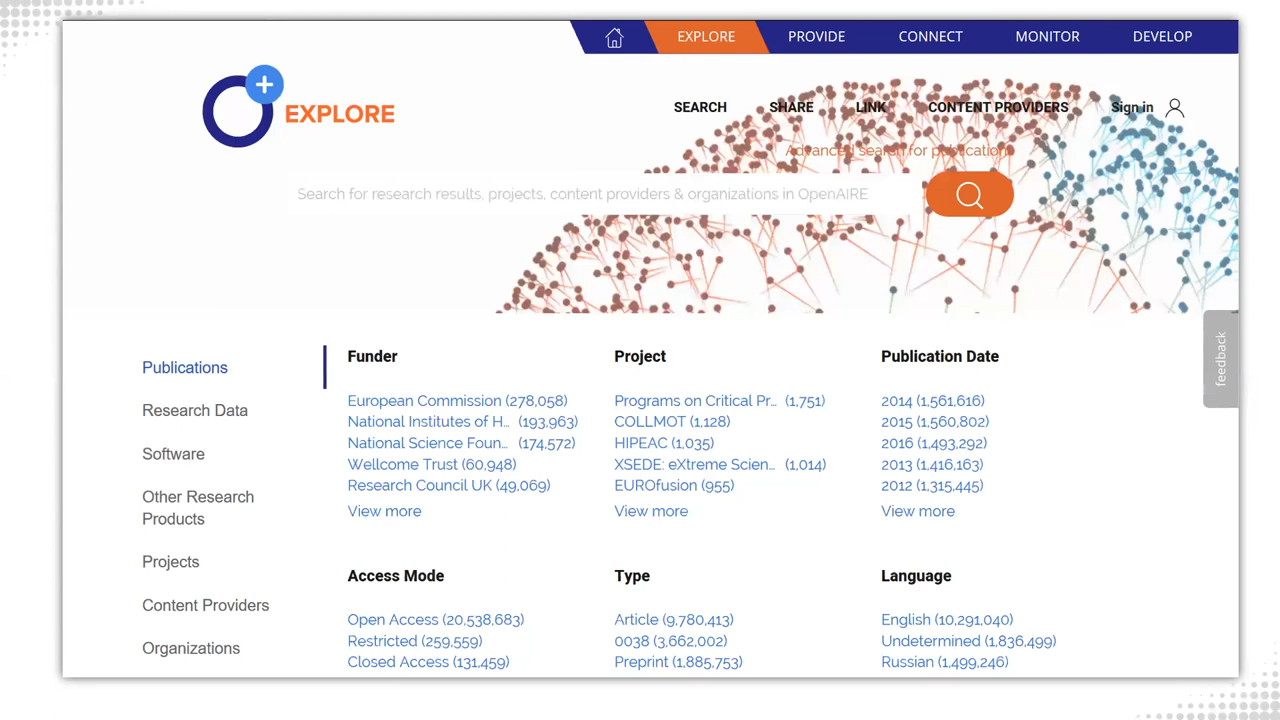 EXPLORE PROVIDE CONNECT MONITOR DEVELOP
EXPLORE
SEARCH SHARE LINK CONTENT PROVIDERS Sign in
Advanced search for publications
Search for research results, projects, content providers & organizations in OpenAIRE
feedback
Publications
Research Data
Software
Other Research
Products
Projects
Content Providers
Organizations
Funder
European Commission (278,058)
National Institutes of H... (193,963)
National Science Foun... (174,572)
Wellcome Trust (60,948)
Research Council UK (49,069)
View more
Project
Programs on Critical Pr... (1,751)
COLLMOT (1,128)
HIPEAC (1,035)
XSEDE: eXtreme Scien... (1,014)
EUROfusion (955)
View more
Publication Date
2014 (1,561,616)
2015 (1,560,802)
2016 (1,493,292)
2013 (1,416,163)
2012 (1,315,445)
View more
Access Mode
Open Access (20,538,683)
Restricted (259,559)
Closed Access (131,459)
Type
Article (9,780,413)
0038 (3,662,002)
Preprint (1,885,753)
Language
English (10,291,040)
Undetermined (1,836,499)
Russian (1,499,246)